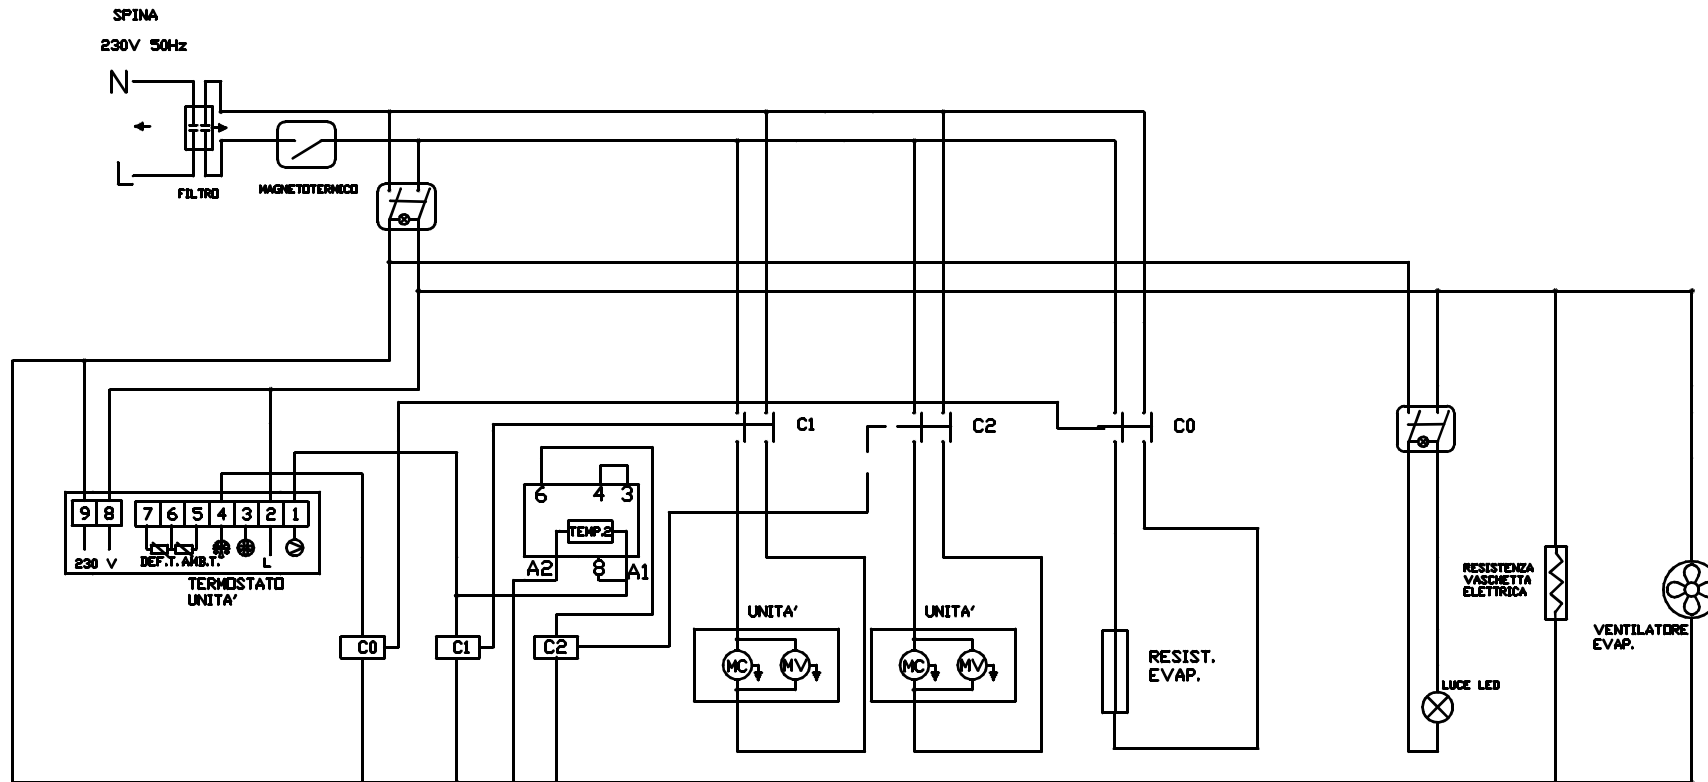 SPINA
230V 50Hz
N
L
FILTRO
MAGNETOTERMICO
C1
C2
C0
9 8 7 6 5 4 3 2 1
230 V
DEF.T. AMB.T.
L
TERMOSTATO
UNITA'
6 4 3
TEMP.2
A2 8 A1
C0
C1
C2
UNITA'
MC MV
UNITA'
MC MV
RESIST.
EVAP.
LUCE LED
RESISTENZA
VASCHETTA
ELETTRICA
VENTILATORE
EVAP.